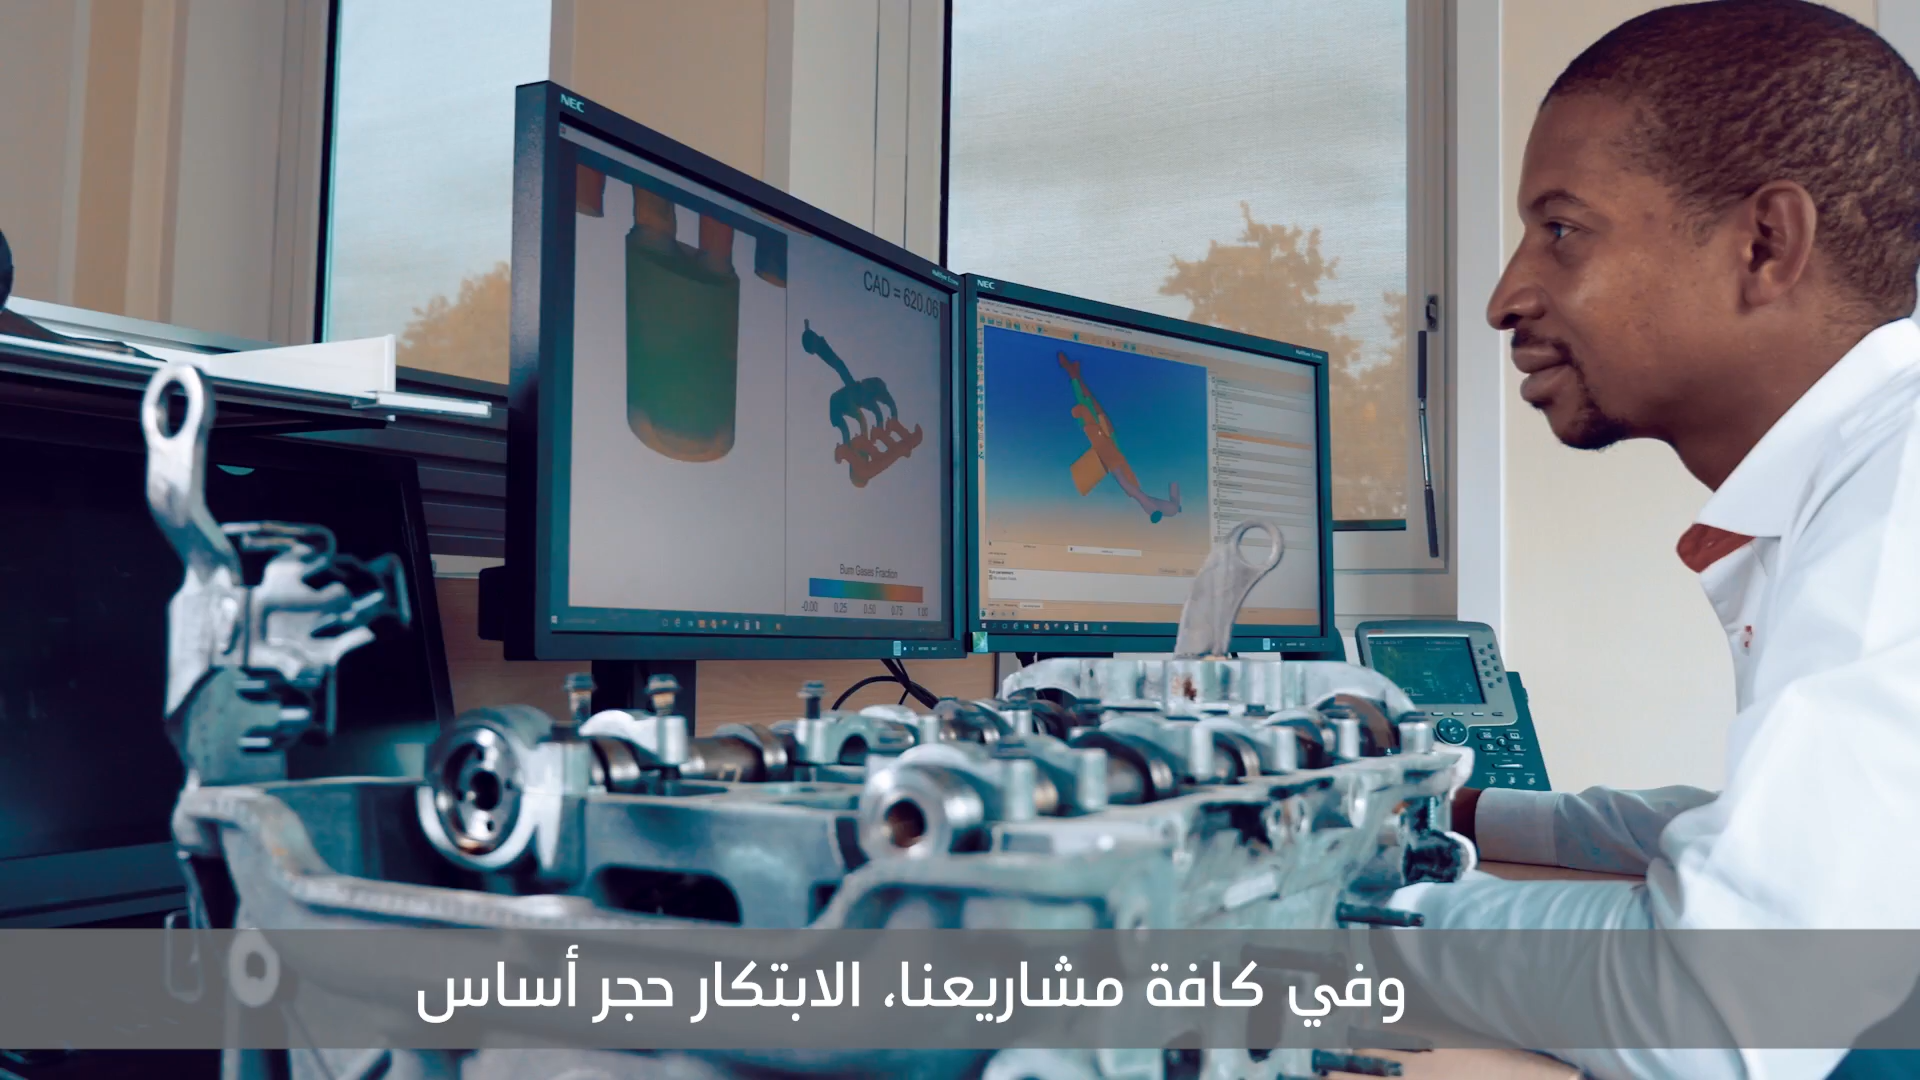 NEC
CAD = 620.06
NEC
Burn Gases Fraction
-0.00 0.25 0.50 0.75 1.00
وفي كافة مشاريعنا، الابتكار حجر أساس